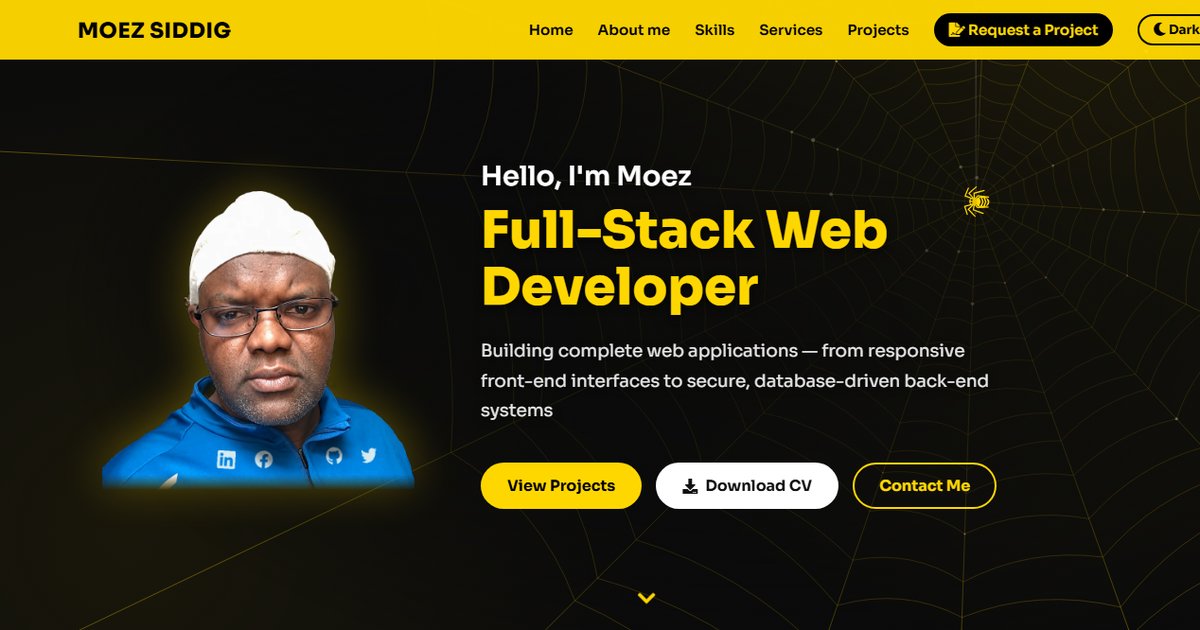 MOEZ SIDDIG
Home
About me
Skills
Services
Projects
Request a Project
Dark
Hello, I'm Moez
Full-Stack Web
Developer
Building complete web applications — from responsive
front-end interfaces to secure, database-driven back-end
systems
View Projects
Download CV
Contact Me